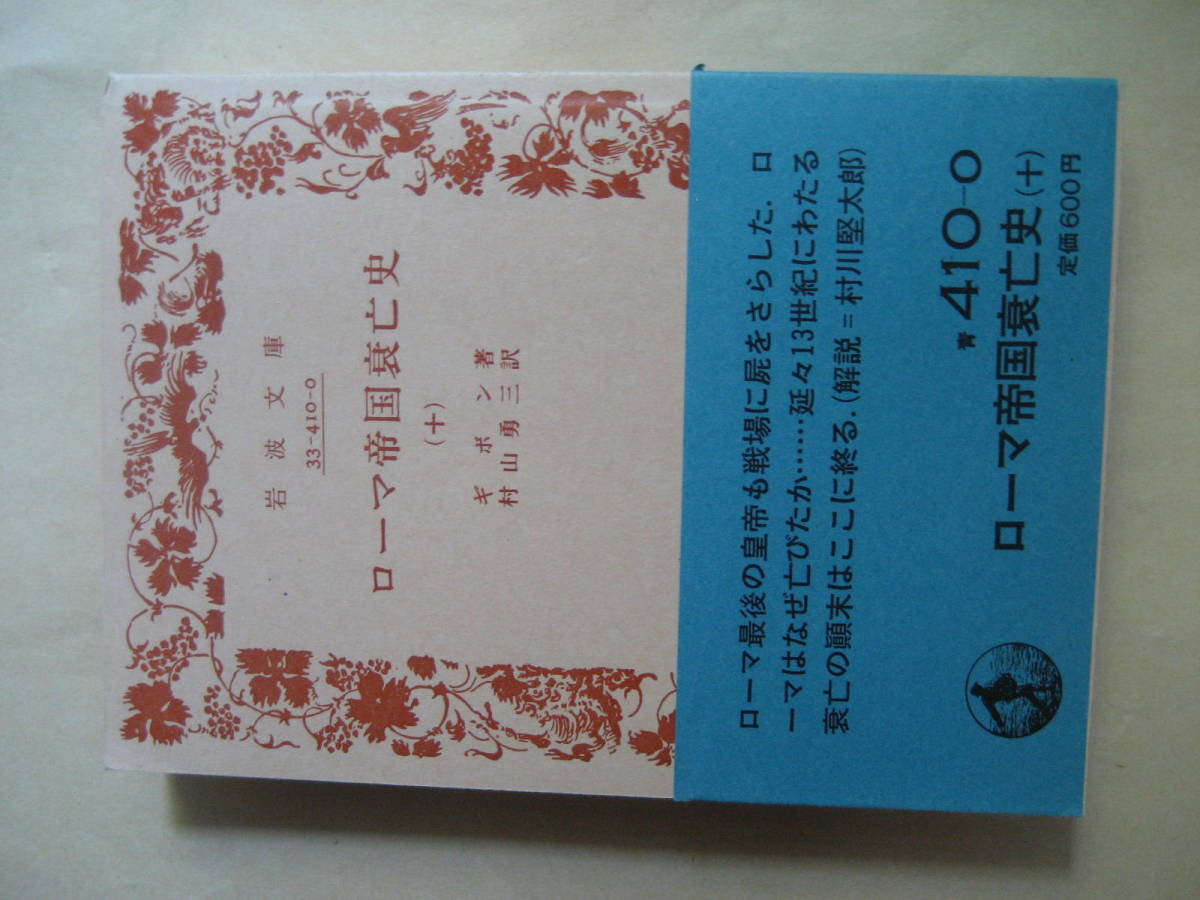 岩波文庫
33-410-0
ローマ帝国衰亡史
(十)
ギボン著
村山勇三訳
ローマ最後の皇帝も戦場に屍をさらした．ロ
ーマはなぜ亡びたか……延々13世紀にわたる
衰亡の顚末はここに終る．(解説＝村川堅太郎)
青410-0
ローマ帝国衰亡史(十)
定価600円